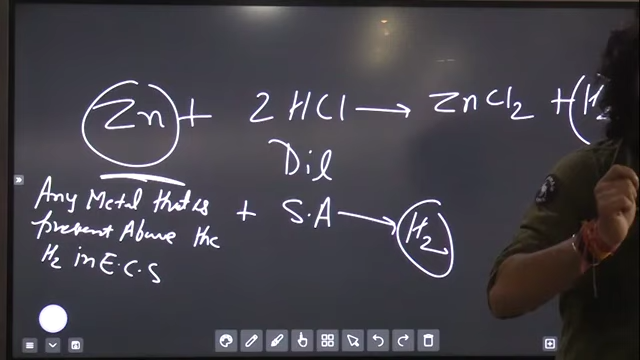 Zn + 2HCl → ZnCl2 + H2
Dil
Any Metal that is
present Above the
H2 in E.C.S
+ S.A → H2